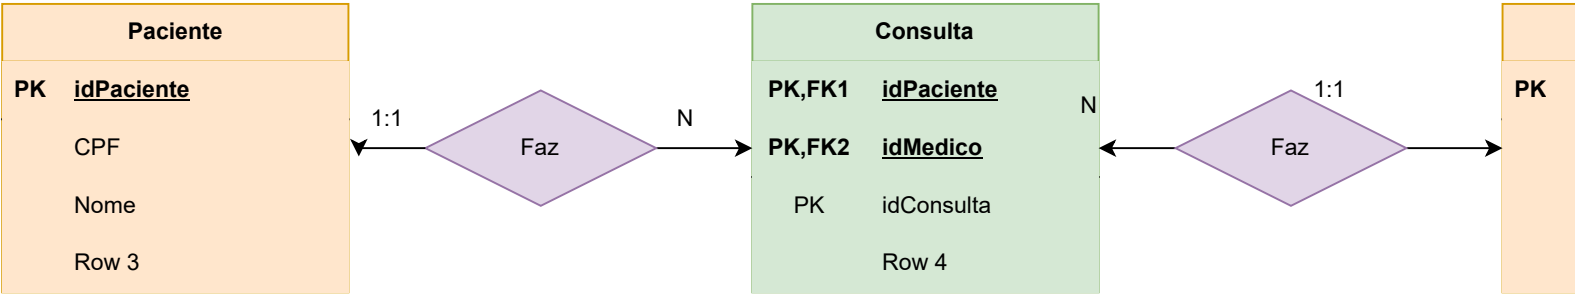 Paciente
PK idPaciente
CPF
Nome
Row 3
1:1
Faz
N
Consulta
PK,FK1 idPaciente
PK,FK2 idMedico
PK idConsulta
Row 4
N
Faz
1:1
PK